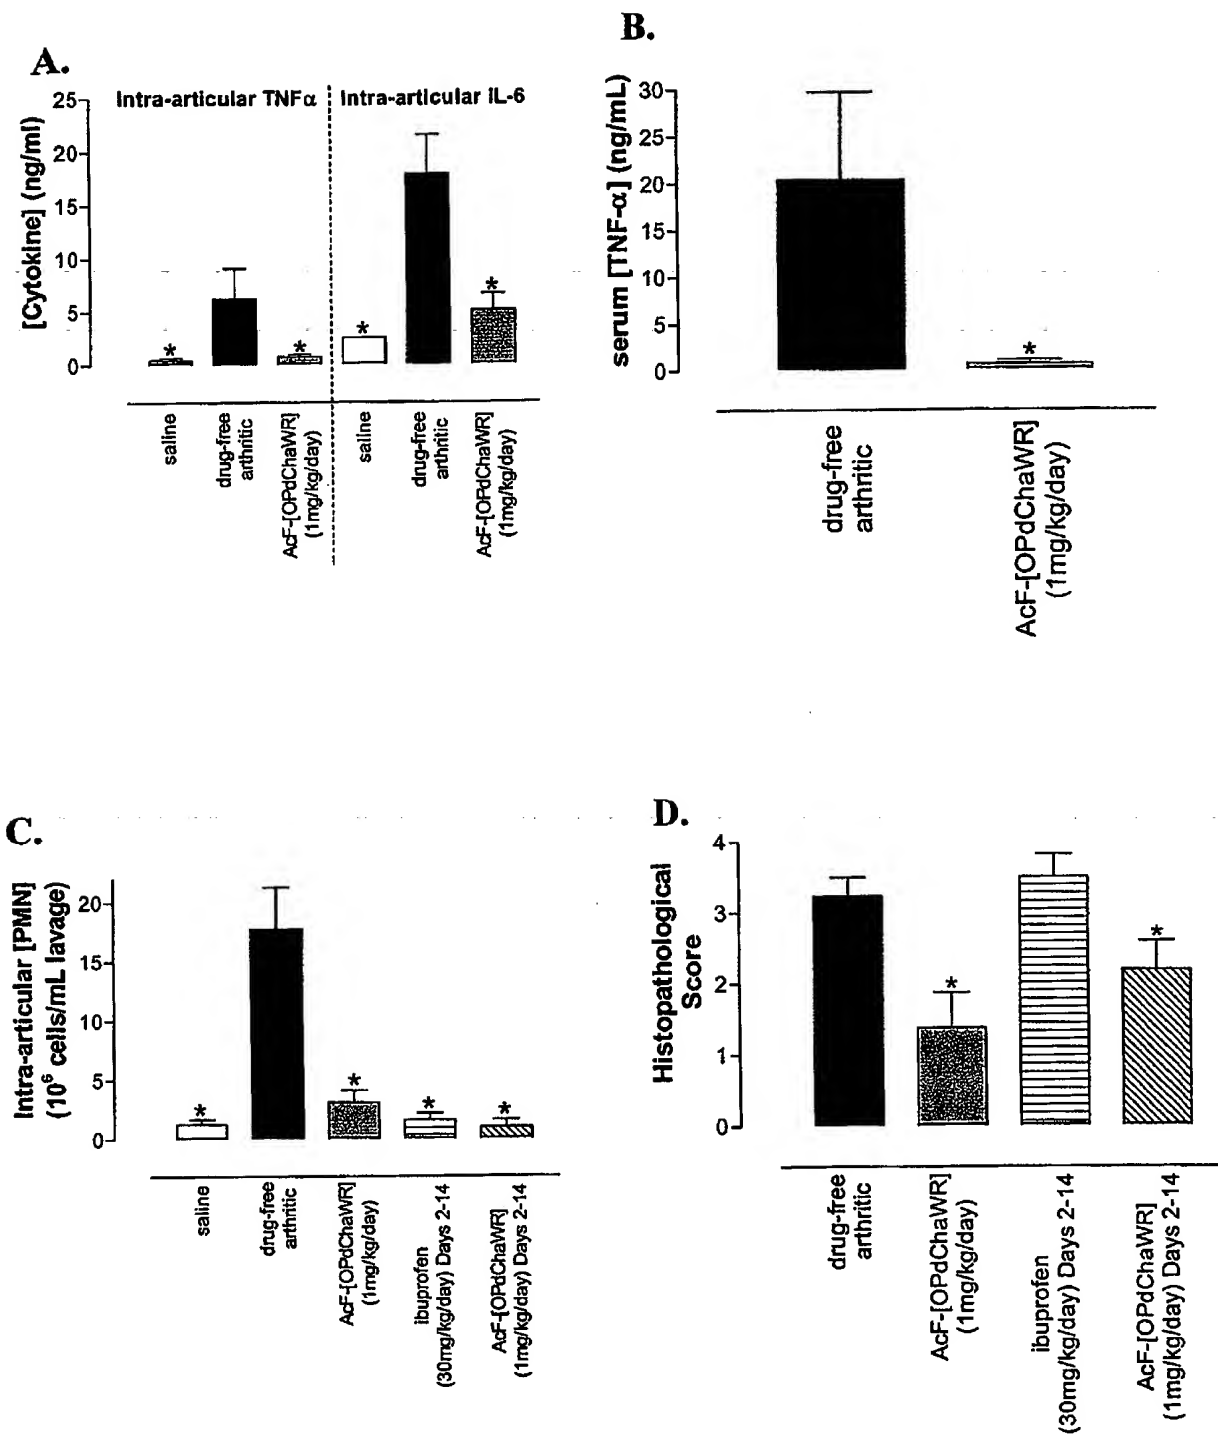 A.
Intra-articular TNFα
Intra-articular IL-6
[Cytokine] (ng/ml)
25
20
15
10
5
0
*
*
*
*
saline
drug-free
arthritic
AcF-[OPdChaWR]
(1mg/kg/day)
saline
drug-free
arthritic
AcF-[OPdChaWR]
(1mg/kg/day)
B.
serum [TNF-α] (ng/mL)
30
25
20
15
10
5
0
*
drug-free
arthritic
AcF-[OPdChaWR]
(1mg/kg/day)
C.
Intra-articular [PMN]
(10⁶ cells/mL lavage)
20
15
10
5
0
*
*
*
*
saline
drug-free
arthritic
AcF-[OPdChaWR]
(1mg/kg/day)
ibuprofen
(30mg/kg/day) Days 2-14
AcF-[OPdChaWR]
(1mg/kg/day) Days 2-14
D.
Histopathological
Score
4
3
2
1
0
*
*
drug-free
arthritic
AcF-[OPdChaWR]
(1mg/kg/day)
ibuprofen
(30mg/kg/day) Days 2-14
AcF-[OPdChaWR]
(1mg/kg/day) Days 2-14